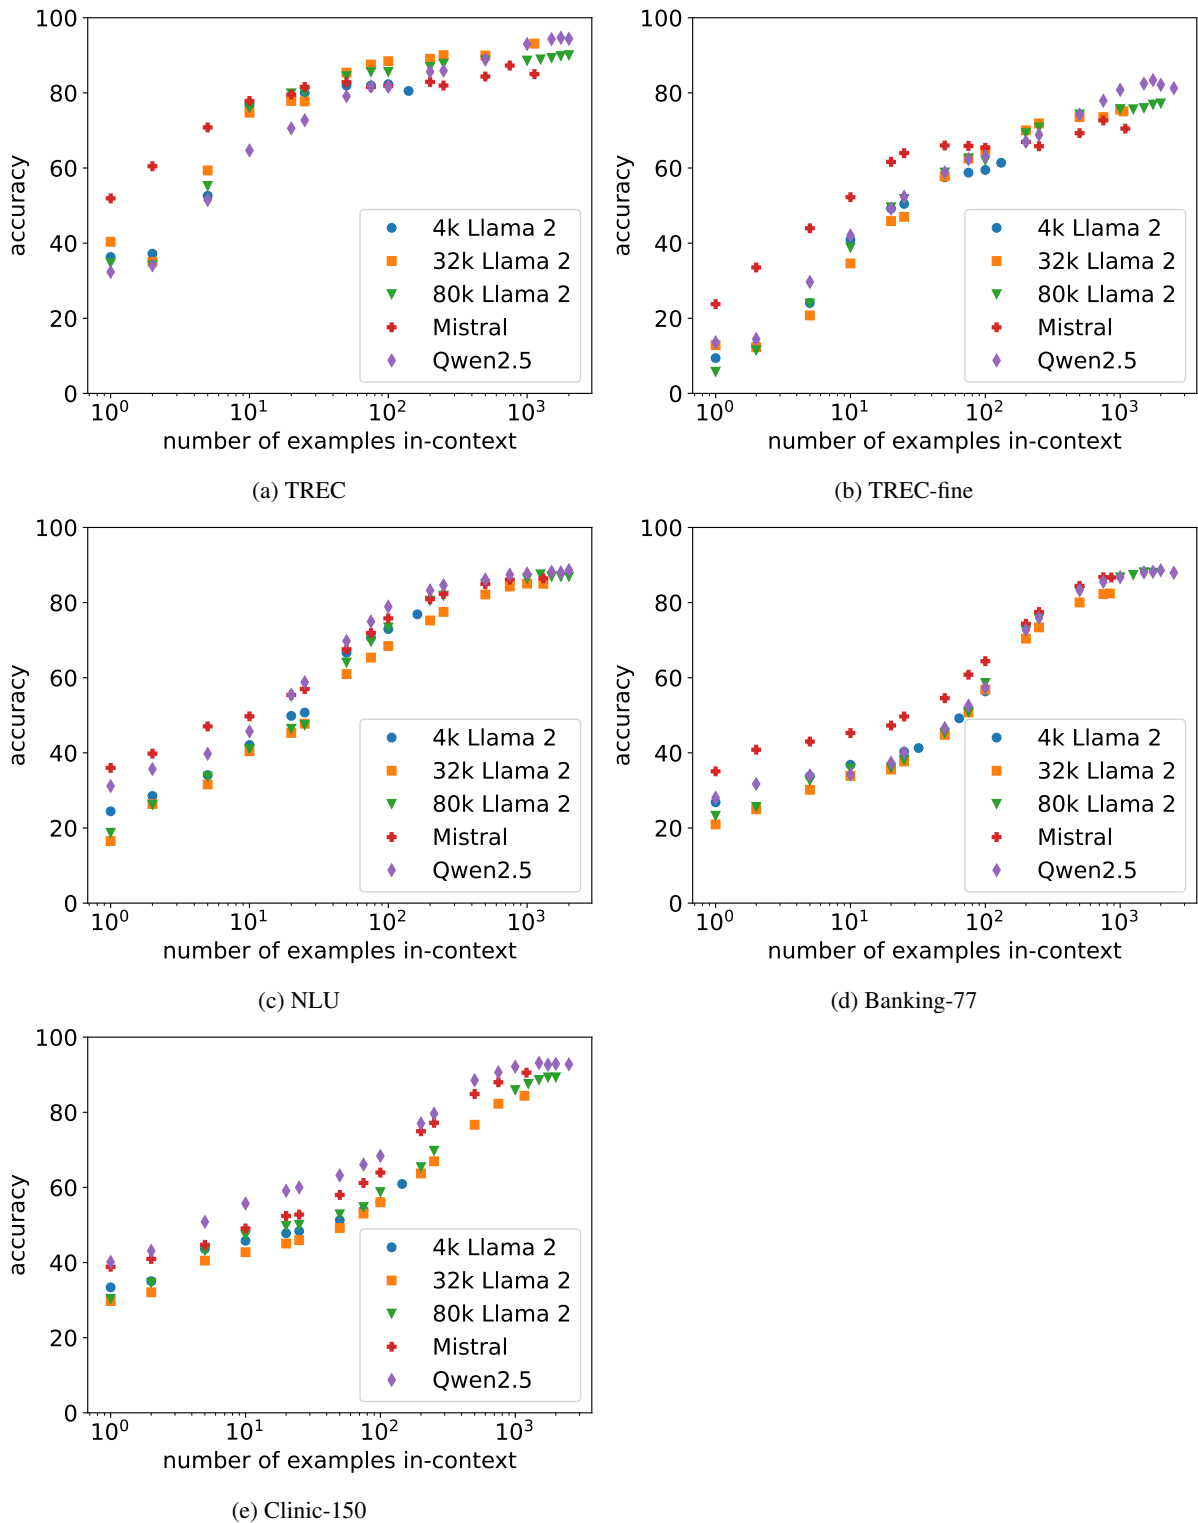 100
80
60
40
20
0
accuracy
4k Llama 2
32k Llama 2
80k Llama 2
Mistral
Qwen2.5
10^0 10^1 10^2 10^3
number of examples in-context
(a) TREC
100
80
60
40
20
0
accuracy
4k Llama 2
32k Llama 2
80k Llama 2
Mistral
Qwen2.5
10^0 10^1 10^2 10^3
number of examples in-context
(b) TREC-fine
100
80
60
40
20
0
accuracy
4k Llama 2
32k Llama 2
80k Llama 2
Mistral
Qwen2.5
10^0 10^1 10^2 10^3
number of examples in-context
(c) NLU
100
80
60
40
20
0
accuracy
4k Llama 2
32k Llama 2
80k Llama 2
Mistral
Qwen2.5
10^0 10^1 10^2 10^3
number of examples in-context
(d) Banking-77
100
80
60
40
20
0
accuracy
4k Llama 2
32k Llama 2
80k Llama 2
Mistral
Qwen2.5
10^0 10^1 10^2 10^3
number of examples in-context
(e) Clinic-150